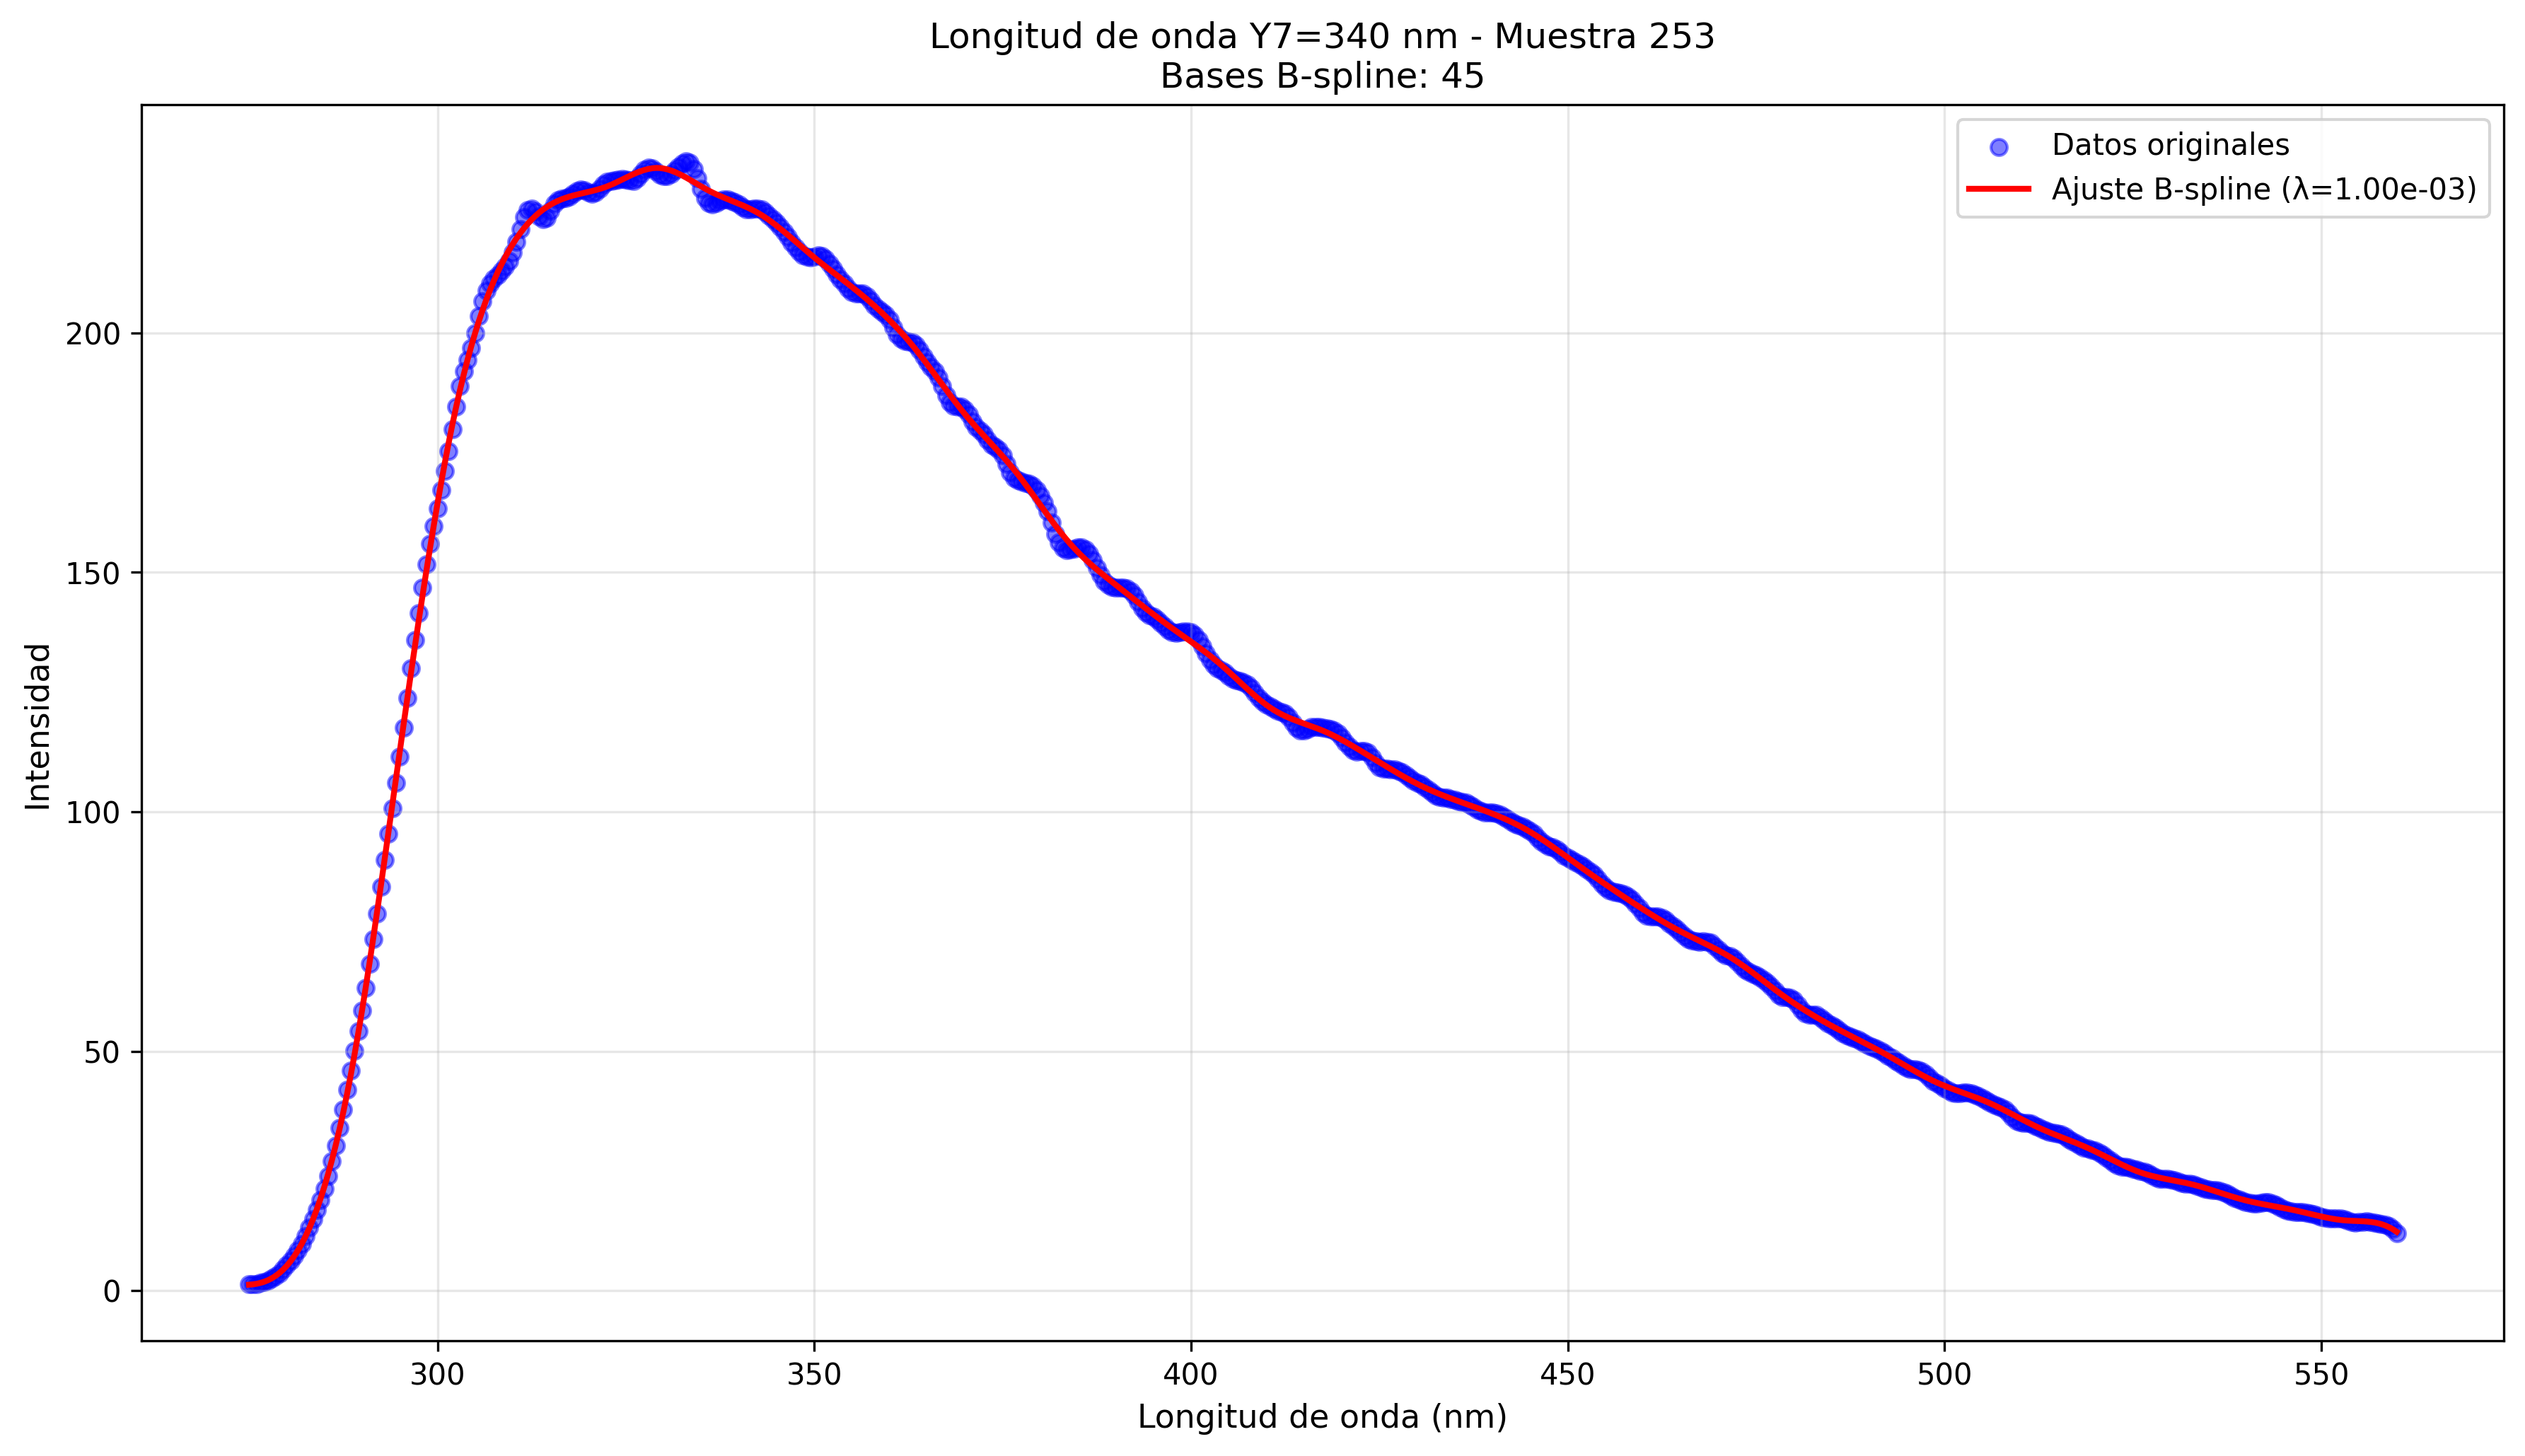 Longitud de onda Y7=340 nm - Muestra 253
Bases B-spline: 45
Datos originales
Ajuste B-spline (λ=1.00e-03)
Intensidad
200
150
100
50
0
300
350
400
450
500
550
Longitud de onda (nm)